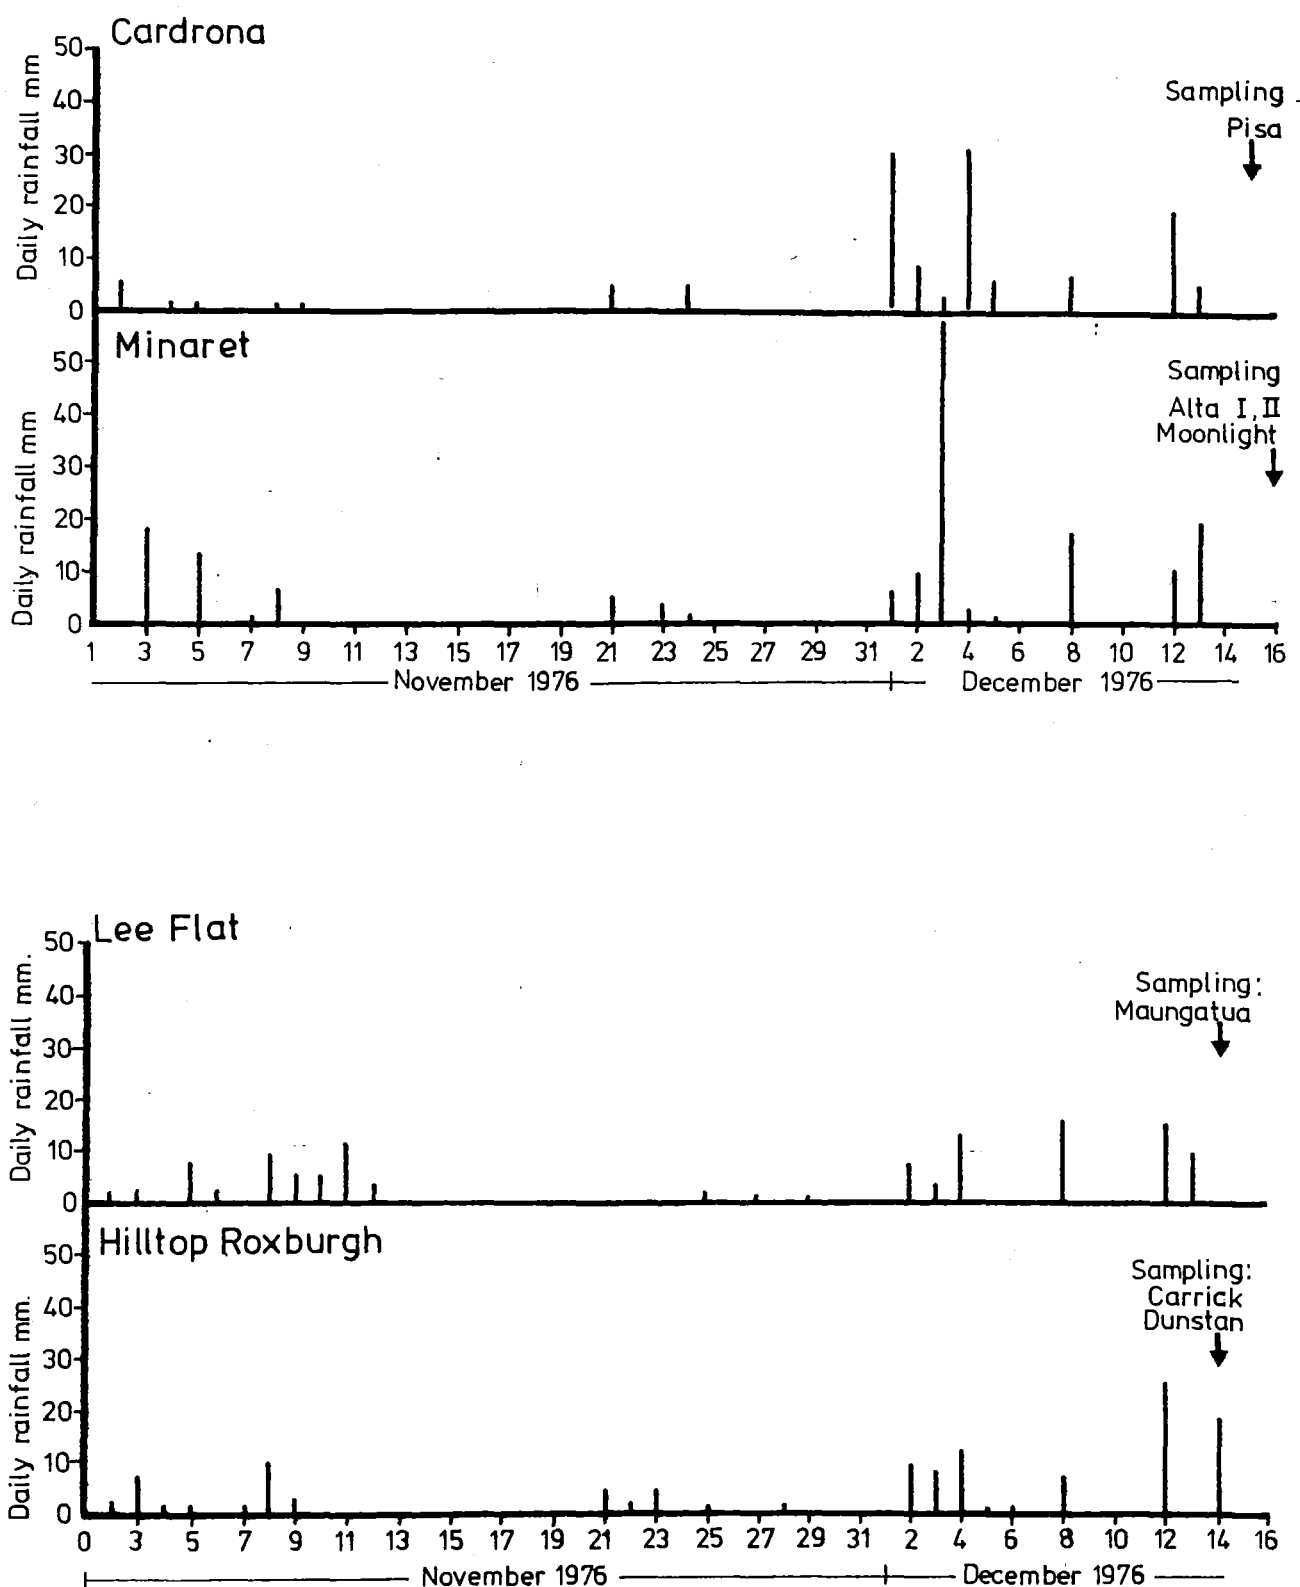 Cardrona
Daily rainfall mm
50
40
30
20
10
0
Sampling
Pisa
Minaret
Daily rainfall mm
50
40
30
20
10
0
Sampling
Alta I, II
Moonlight
1 3 5 7 9 11 13 15 17 19 21 23 25 27 29 31 2 4 6 8 10 12 14 16
November 1976 December 1976
Lee Flat
Daily rainfall mm.
50
40
30
20
10
0
Sampling:
Maungatua
Hilltop Roxburgh
Daily rainfall mm.
50
40
30
20
10
0
Sampling:
Carrick
Dunstan
0 3 5 7 9 11 13 15 17 19 21 23 25 27 29 31 2 4 6 8 10 12 14 16
November 1976 December 1976